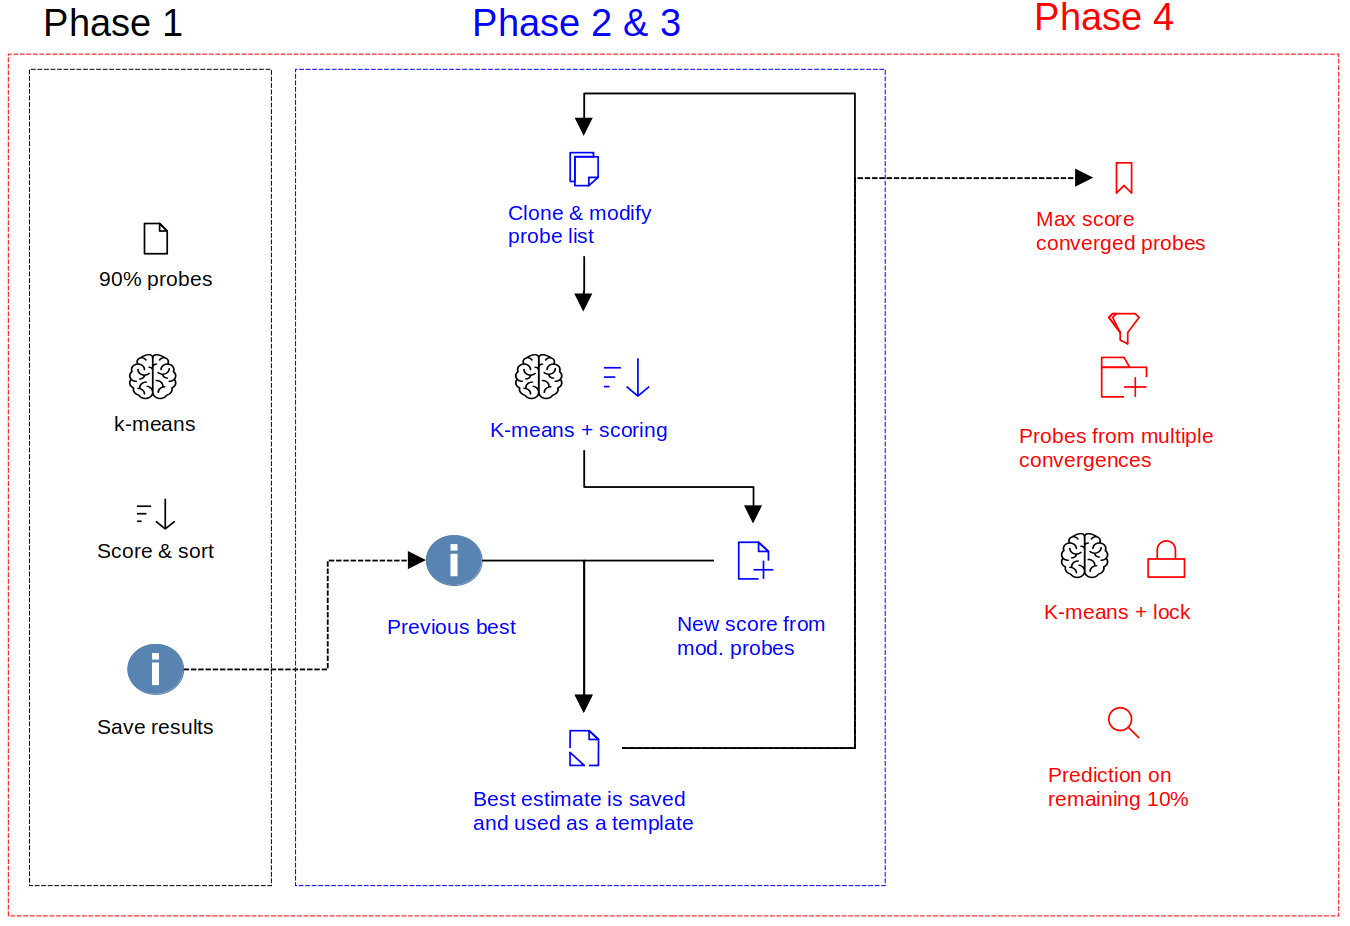 Phase 1
90% probes
k-means
Score & sort
Save results
Phase 2 & 3
Clone & modify
probe list
K-means + scoring
Previous best
New score from
mod. probes
Best estimate is saved
and used as a template
Phase 4
Max score
converged probes
Probes from multiple
convergences
K-means + lock
Prediction on
remaining 10%